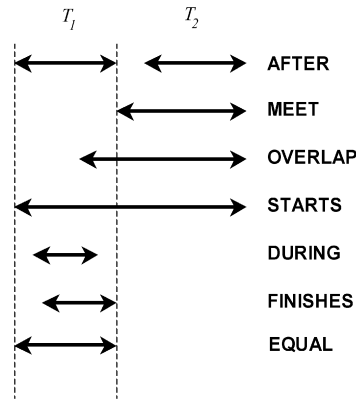 T1 T2
AFTER
MEET
OVERLAP
STARTS
DURING
FINISHES
EQUAL